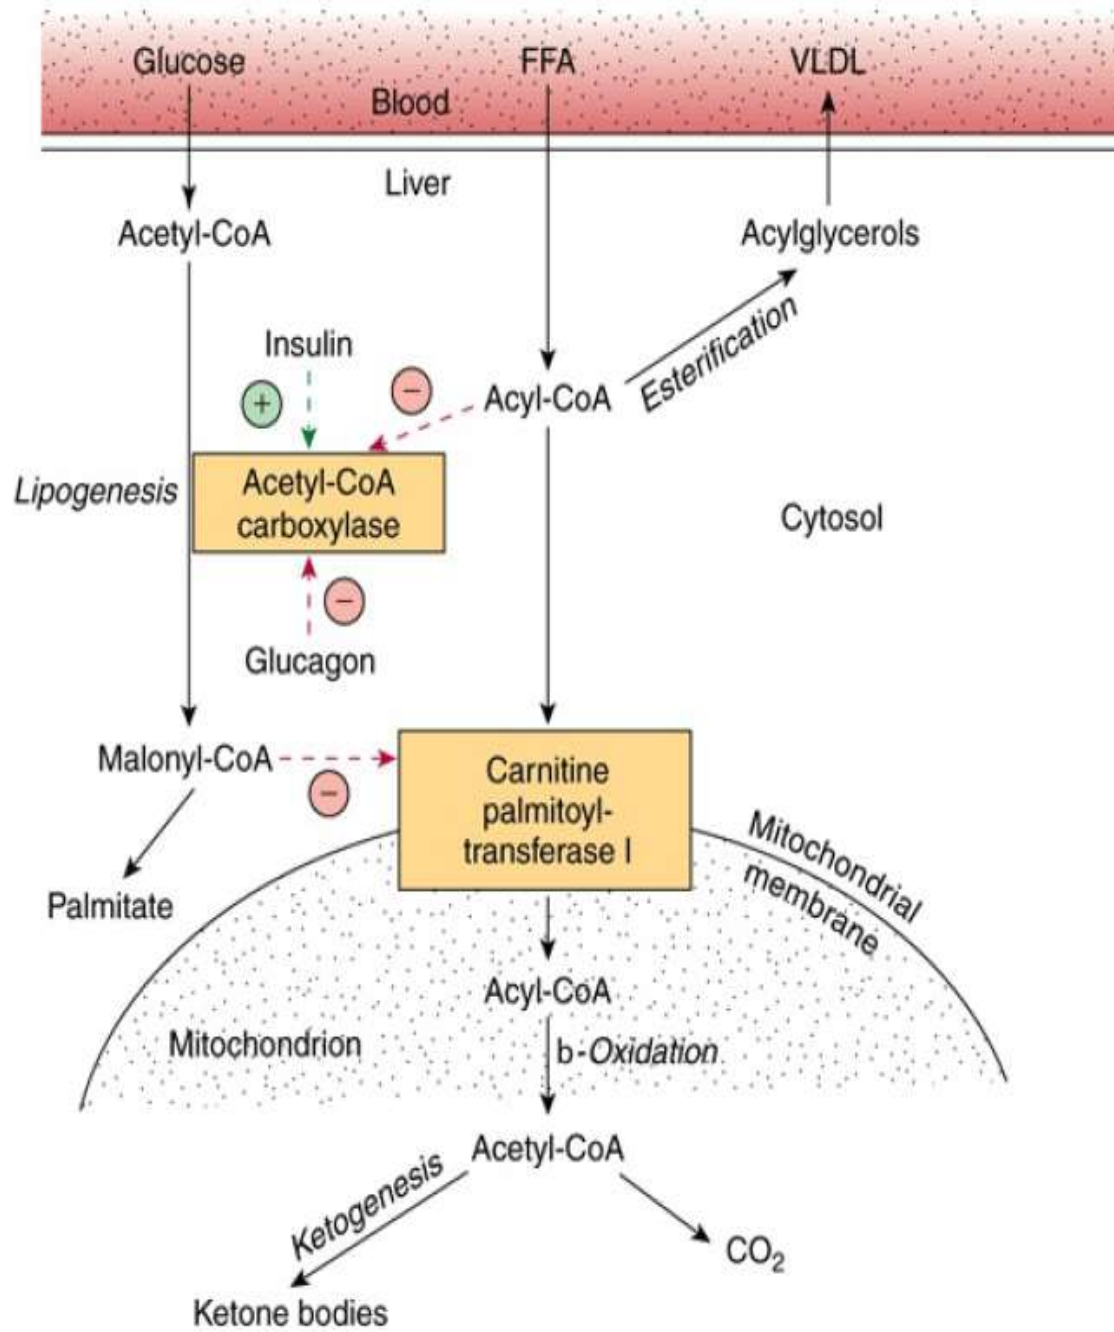 Glucose
FFA
VLDL
Blood
Liver
Acetyl-CoA
Acylglycerols
Insulin
Esterification
+
−
Acyl-CoA
Lipogenesis
Acetyl-CoA
carboxylase
Cytosol
−
Glucagon
Malonyl-CoA
−
Carnitine
palmitoyl-
transferase I
Mitochondrial
membrane
Palmitate
Acyl-CoA
Mitochondrion
b-Oxidation
Acetyl-CoA
Ketogenesis
CO₂
Ketone bodies